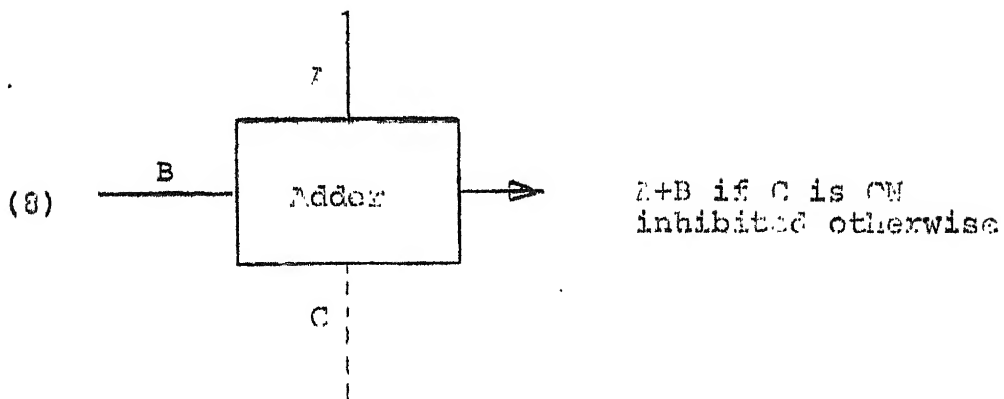 A
B
(8)
Adder
A+B if C is ON
inhibited otherwise
C